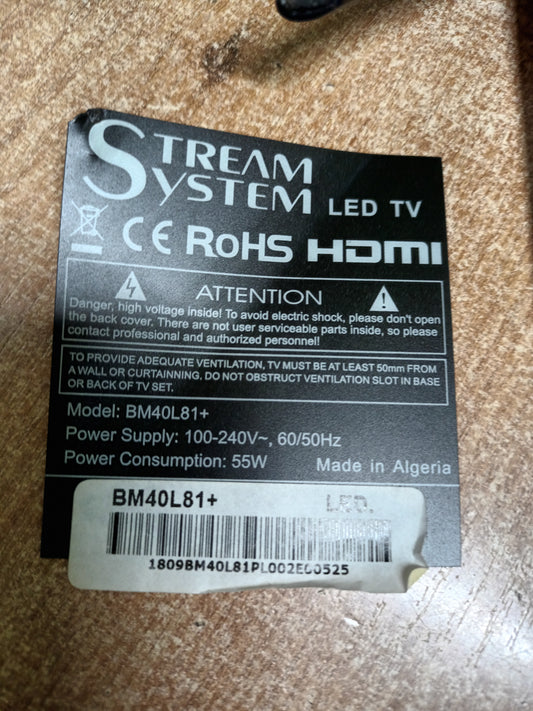 STREAM
SYSTEM LED TV
CE RoHS HDMI
ATTENTION
Danger, high voltage inside! To avoid electric shock, please don't open
the back cover. There are not user serviceable parts inside, so please
contact professional and authorized personnel!
TO PROVIDE ADEQUATE VENTILATION, TV MUST BE AT LEAST 50mm FROM
A WALL OR CURTAINNING, DO NOT OBSTRUCT VENTILATION SLOT IN BASE
OR BACK OF TV SET.
Model: BM40L81+
Power Supply: 100-240V~, 60/50Hz
Power Consumption: 55W Made in Algeria
BM40L81+ LED.
1809BM40L81PL002E00525